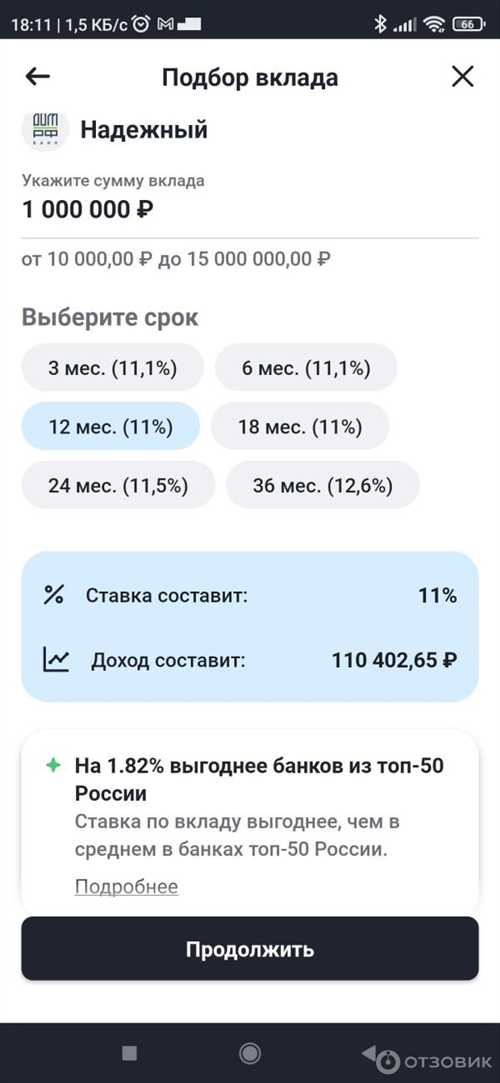 18:11 | 1,5 КБ/с
66
Подбор вклада
ДОМ
РФ
БАНК
Надежный
Укажите сумму вклада
1 000 000 ₽
от 10 000,00 ₽ до 15 000 000,00 ₽
Выберите срок
3 мес. (11,1%)
6 мес. (11,1%)
12 мес. (11%)
18 мес. (11%)
24 мес. (11,5%)
36 мес. (12,6%)
Ставка составит: 11%
Доход составит: 110 402,65 ₽
На 1.82% выгоднее банков из топ-50
России
Ставка по вкладу выгоднее, чем в
среднем в банках топ-50 России.
Подробнее
Продолжить
ОТЗОВИК